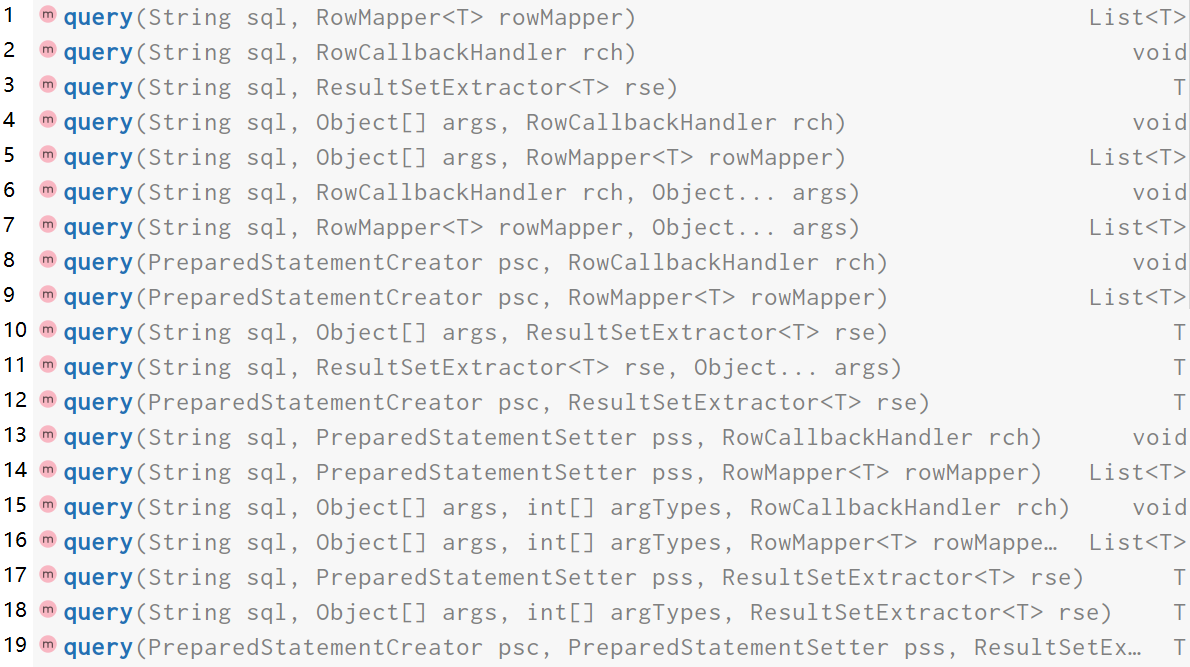 1 m query(String sql, RowMapper<T> rowMapper) List<T>
2 m query(String sql, RowCallbackHandler rch) void
3 m query(String sql, ResultSetExtractor<T> rse) T
4 m query(String sql, Object[] args, RowCallbackHandler rch) void
5 m query(String sql, Object[] args, RowMapper<T> rowMapper) List<T>
6 m query(String sql, RowCallbackHandler rch, Object... args) void
7 m query(String sql, RowMapper<T> rowMapper, Object... args) List<T>
8 m query(PreparedStatementCreator psc, RowCallbackHandler rch) void
9 m query(PreparedStatementCreator psc, RowMapper<T> rowMapper) List<T>
10 m query(String sql, Object[] args, ResultSetExtractor<T> rse) T
11 m query(String sql, ResultSetExtractor<T> rse, Object... args) T
12 m query(PreparedStatementCreator psc, ResultSetExtractor<T> rse) T
13 m query(String sql, PreparedStatementSetter pss, RowCallbackHandler rch) void
14 m query(String sql, PreparedStatementSetter pss, RowMapper<T> rowMapper) List<T>
15 m query(String sql, Object[] args, int[] argTypes, RowCallbackHandler rch) void
16 m query(String sql, Object[] args, int[] argTypes, RowMapper<T> rowMappe… List<T>
17 m query(String sql, PreparedStatementSetter pss, ResultSetExtractor<T> rse) T
18 m query(String sql, Object[] args, int[] argTypes, ResultSetExtractor<T> rse) T
19 m query(PreparedStatementCreator psc, PreparedStatementSetter pss, ResultSetEx… T